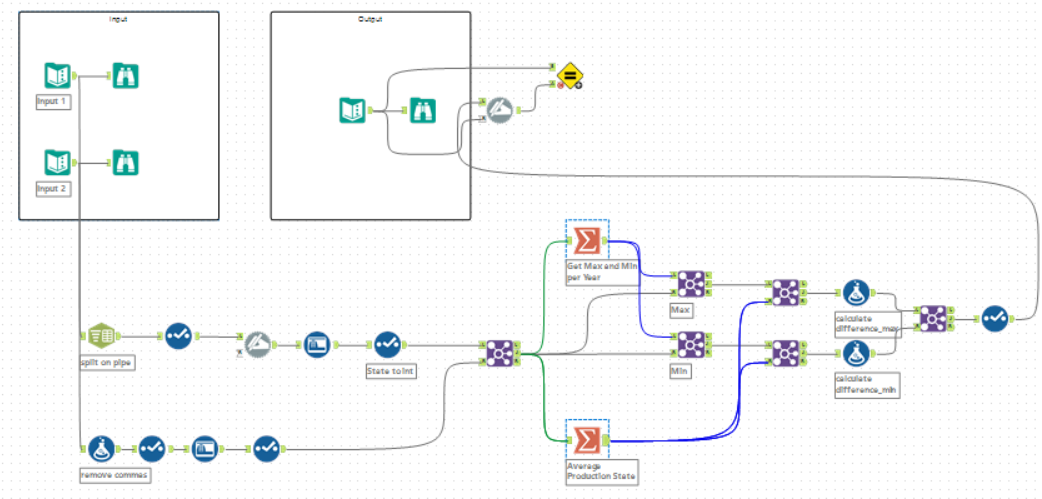 Input
Output
Input 1
Input 2
Get Max and Min
per Year
Max
calculate
difference_max
split on pipe
State to Int
Min
calculate
difference_min
remove commas
Average
Production State